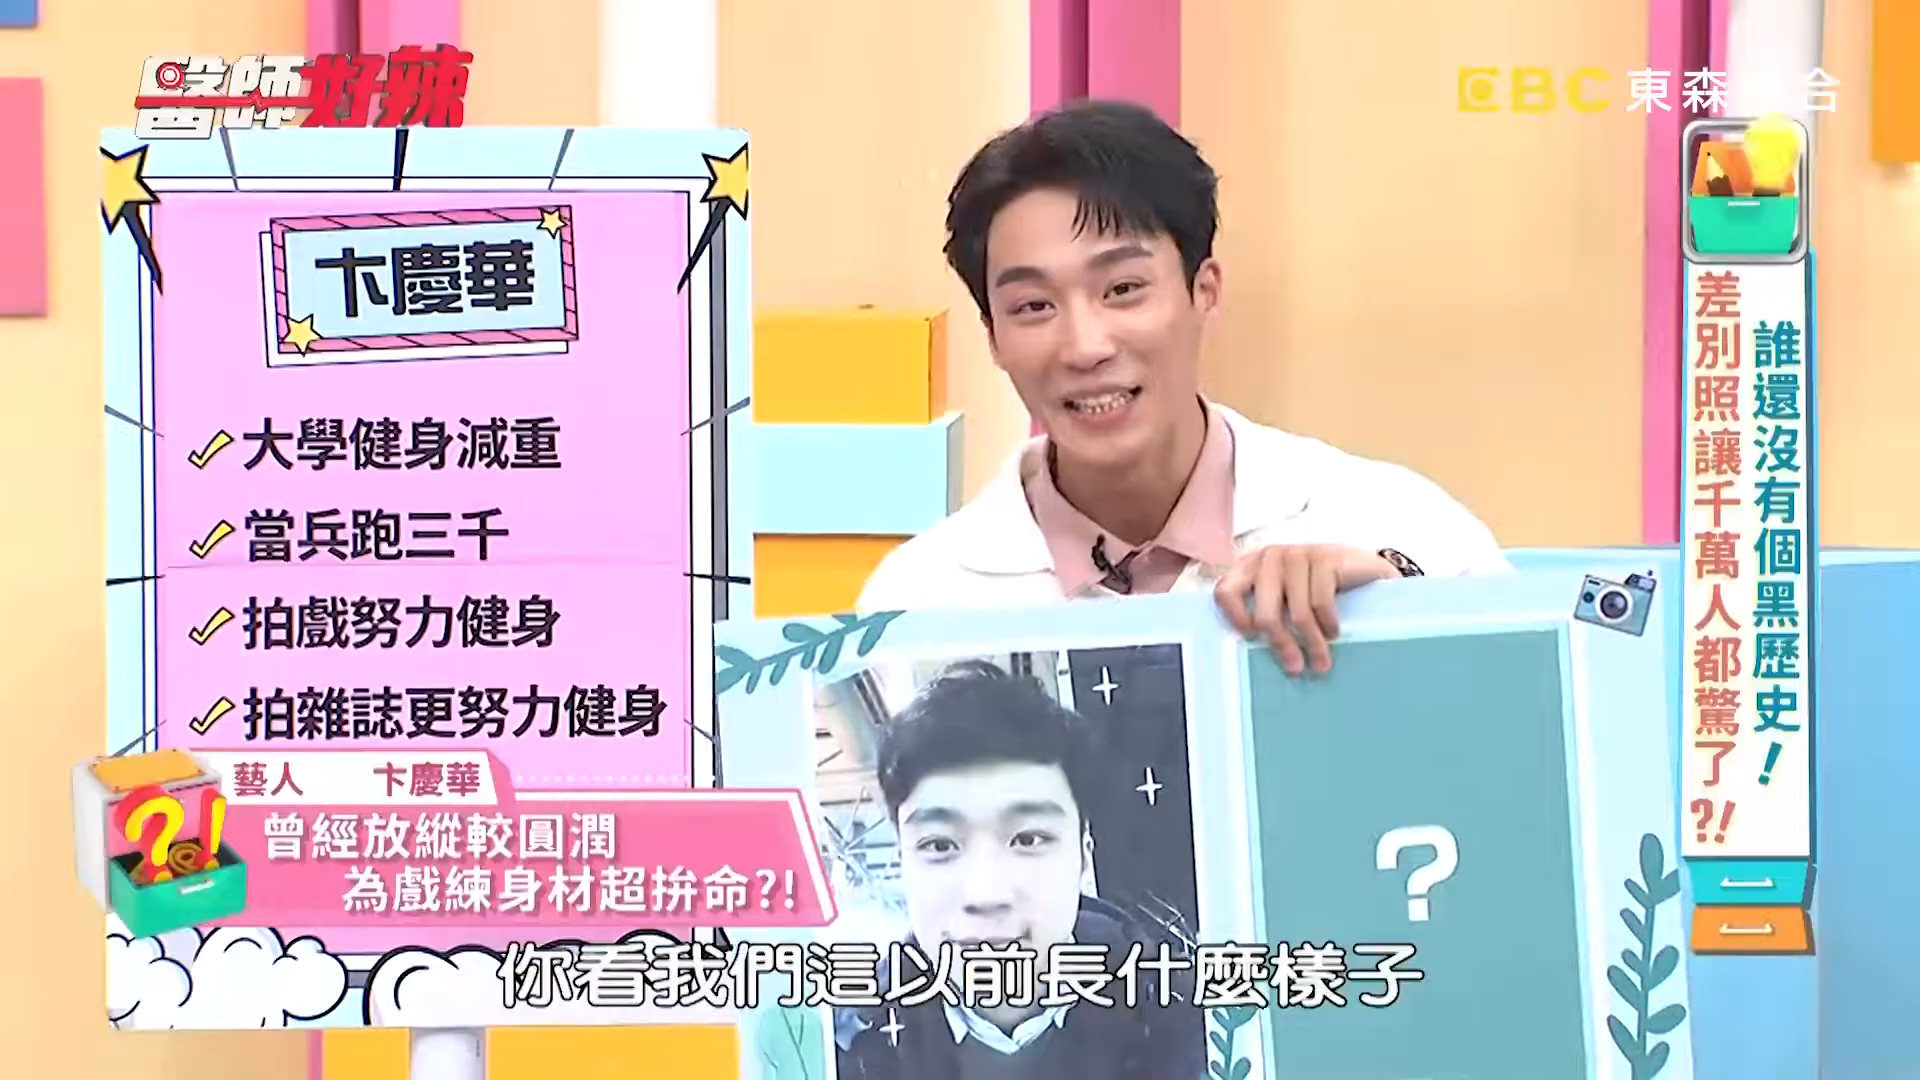 醫師好辣
EBC 東森綜合
卞慶華
大學健身減重
當兵跑三千
拍戲努力健身
拍雜誌更努力健身
誰還沒有個黑歷史!
差別照讓千萬人都驚了?!
?
藝人 卞慶華
曾經放縱較圓潤
為戲練身材超拚命?!
?!
你看我們這以前長什麼樣子